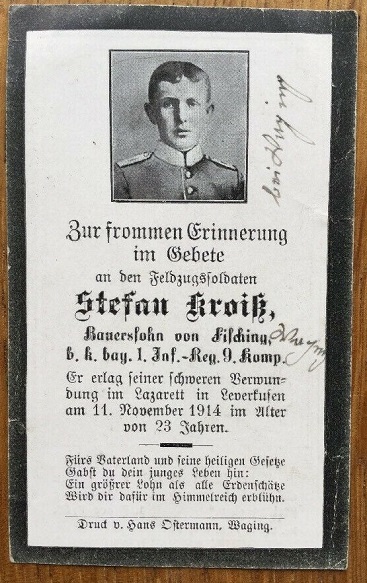 Zur frommen Erinnerung
im Gebete
an den Feldzugssoldaten
Stefan Kroiß,
Bauerssohn von Fisching,
b. k. bay. 1. Inf.-Reg. 9. Komp.
Er erlag seiner schweren Verwun-
dung im Lazarett in Leverkusen
am 11. November 1914 im Alter
von 23 Jahren.
Fürs Vaterland und seine heiligen Gesetze
Gabst du dein junges Leben hin:
Ein größrer Lohn als alle Erdenschätze
Wird dir dafür im Himmelreich erblühn.
Druck v. Hans Ostermann, Waging.